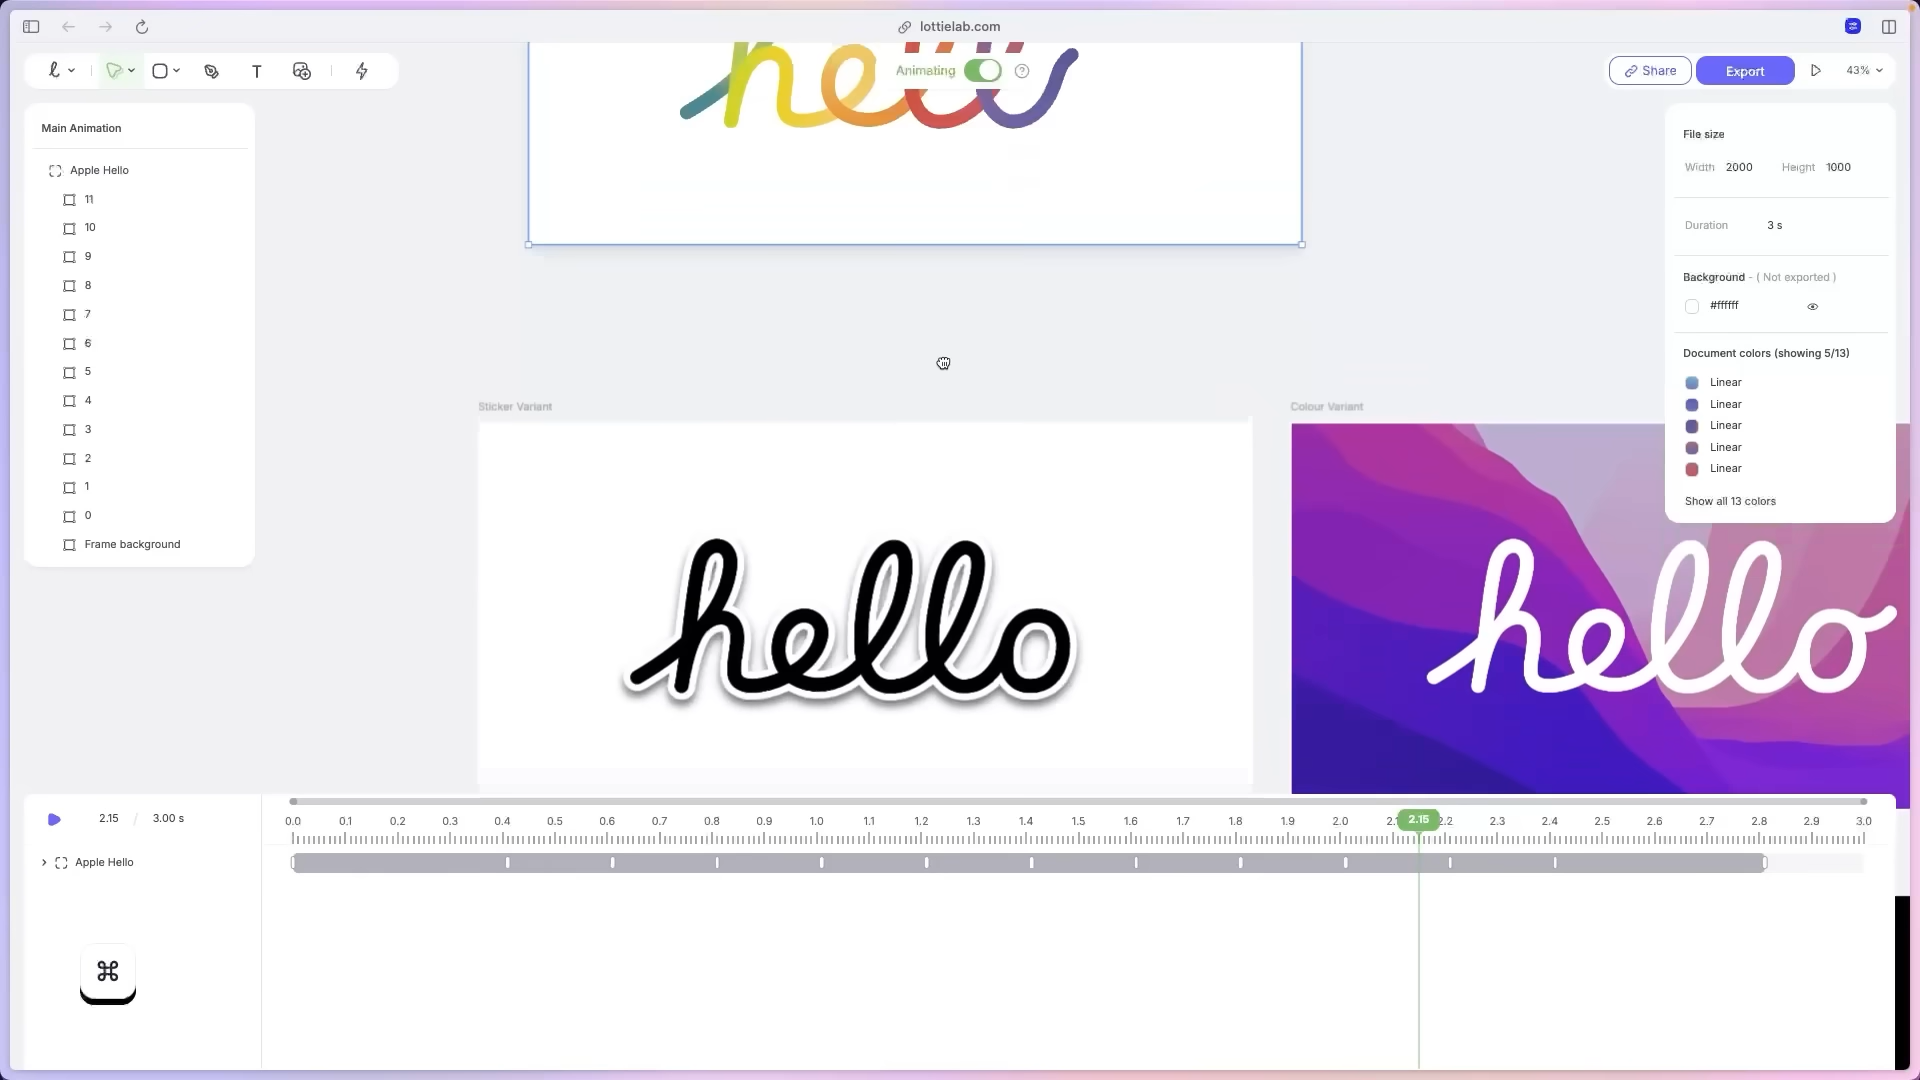 lottielab.com
T
Animating
?
Share
Export
43%
Main Animation
Apple Hello
11
10
9
8
7
6
5
4
3
2
1
0
Frame background
hello
File size
Width 2000 Height 1000
Duration 3 s
Background - ( Not exported )
#ffffff
Document colors (showing 5/13)
Linear
Linear
Linear
Linear
Linear
Show all 13 colors
Sticker Variant
Colour Variant
hello
hello
2.15 / 3.00 s
0.0 0.1 0.2 0.3 0.4 0.5 0.6 0.7 0.8 0.9 1.0 1.1 1.2 1.3 1.4 1.5 1.6 1.7 1.8 1.9 2.0 2.15 2.2 2.3 2.4 2.5 2.6 2.7 2.8 2.9 3.0
Apple Hello
⌘